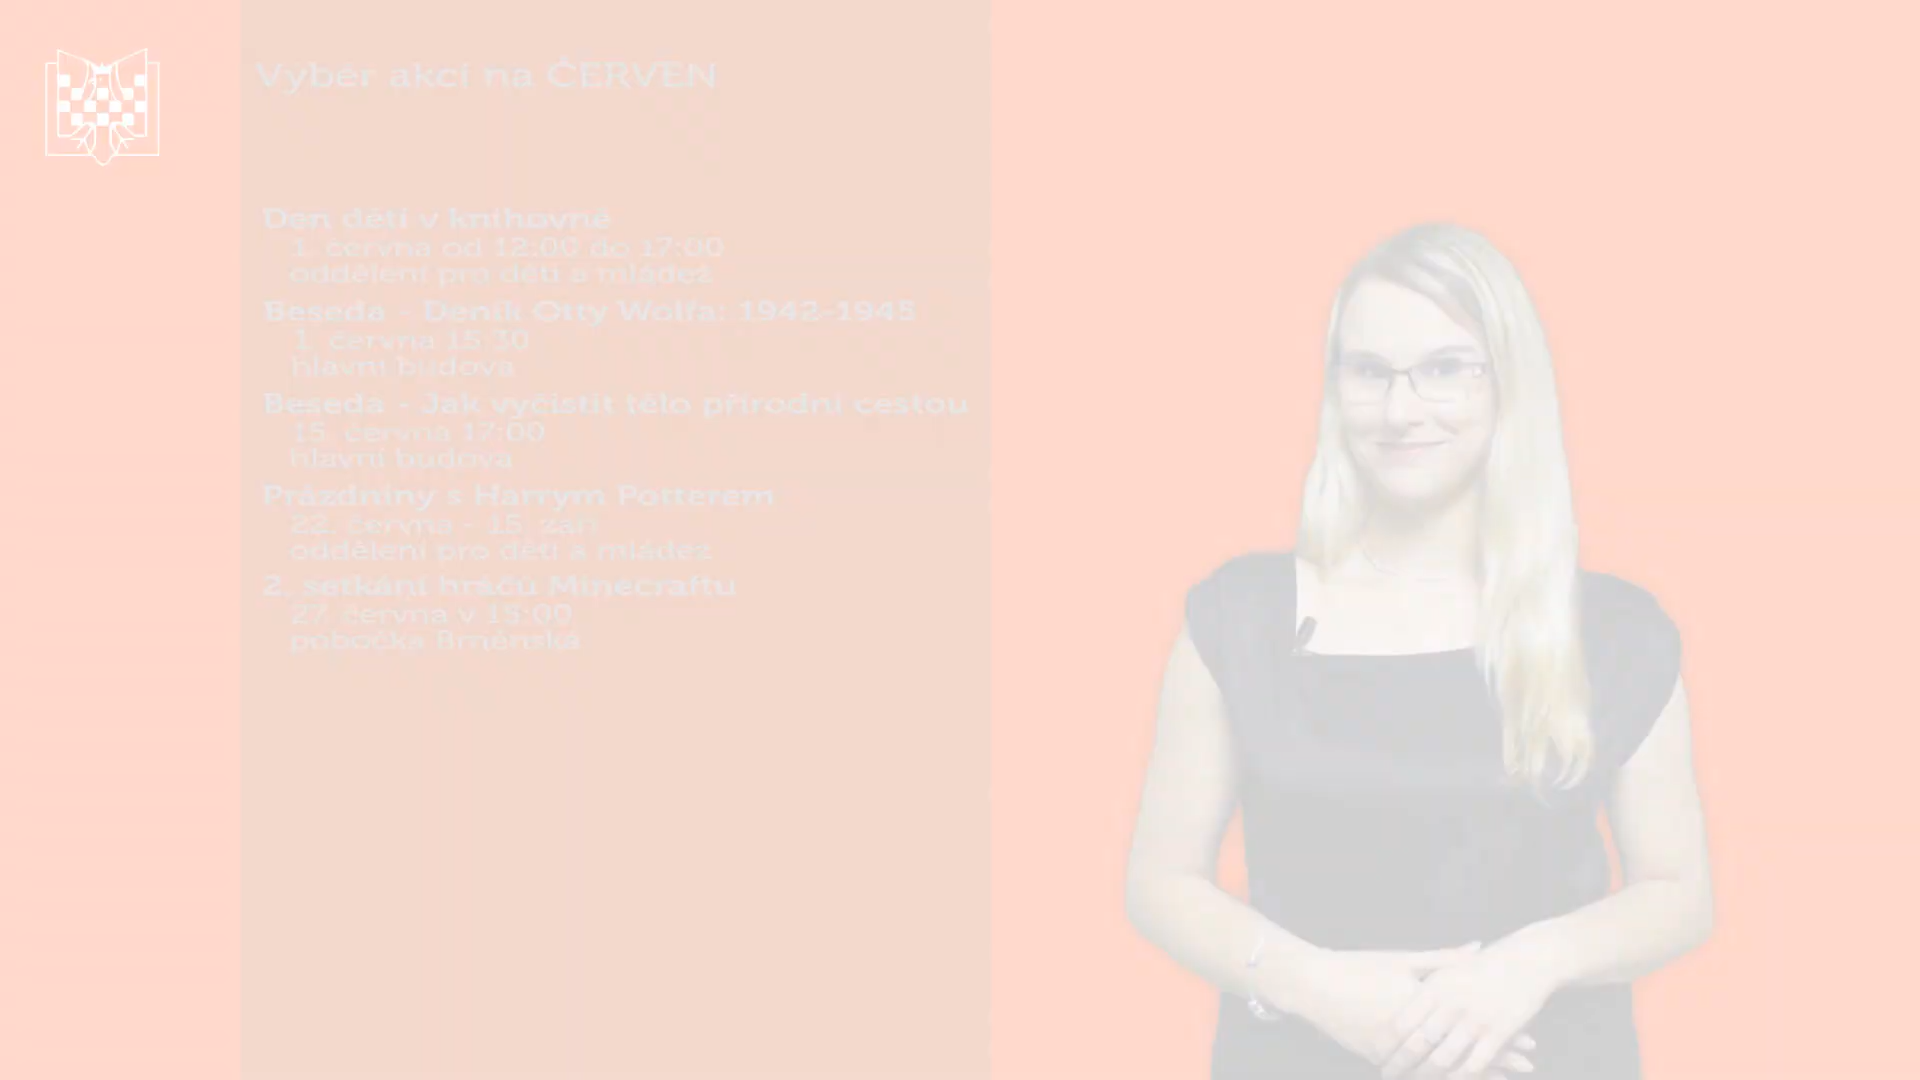 Výběr akcí na ČERVEN
Den dětí v knihovně
1. června od 12:00 do 17:00
oddělení pro děti a mládež
Beseda - Deník Otty Wolfa: 1942-1945
1. června 15:30
hlavní budova
Beseda - Jak vyčistit tělo přírodní cestou
15. června 17:00
hlavní budova
Prázdniny s Harrym Potterem
22. června - 15. září
oddělení pro děti a mládež
2. setkání hráčů Minecraftu
27. června v 15:00
pobočka Brněnská